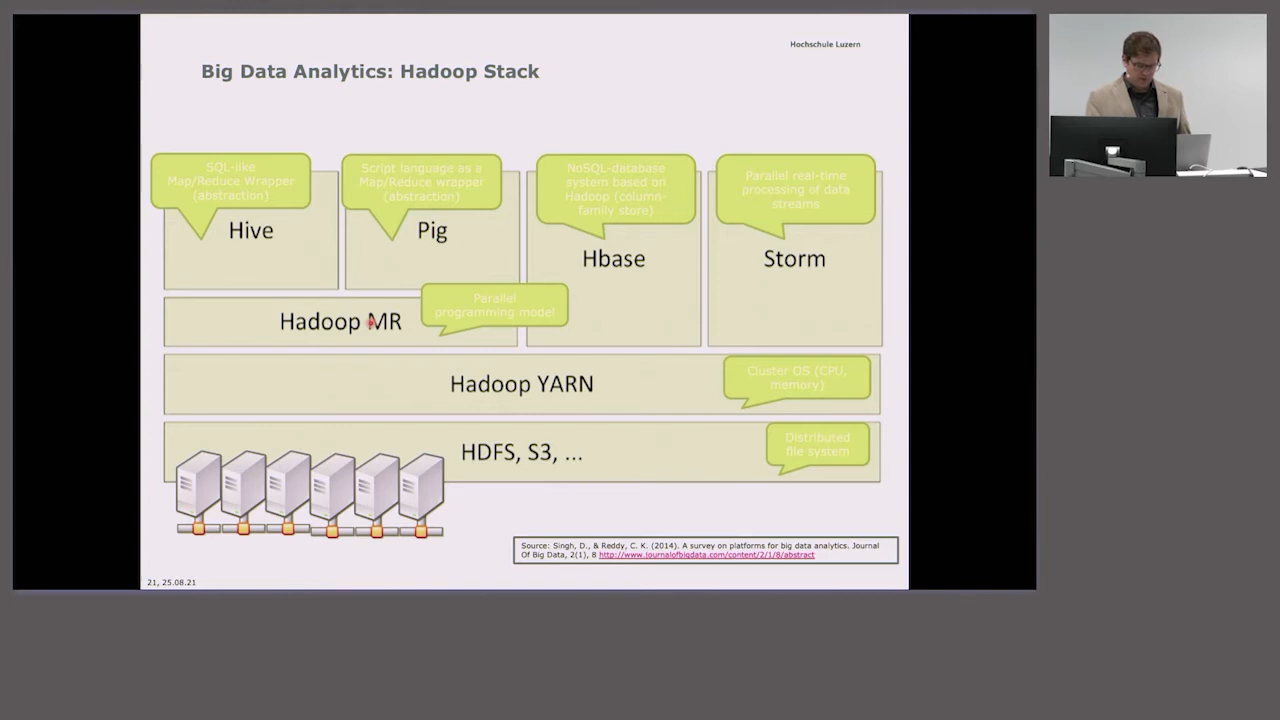 Hochschule Luzern
Big Data Analytics: Hadoop Stack
SQL-like
Map/Reduce Wrapper
(abstraction)
Script language as a
Map/Reduce wrapper
(abstraction)
NoSQL-database
system based on
Hadoop (column-
family store)
Parallel real-time
processing of data
streams
Hive
Pig
Hbase
Storm
Hadoop MR
Parallel
programming model
Hadoop YARN
Cluster OS (CPU,
memory)
HDFS, S3, ...
Distributed
file system
Source: Singh, D., & Reddy, C. K. (2014). A survey on platforms for big data analytics. Journal
Of Big Data, 2(1), 8 http://www.journalofbigdata.com/content/2/1/8/abstract
21, 25.08.21